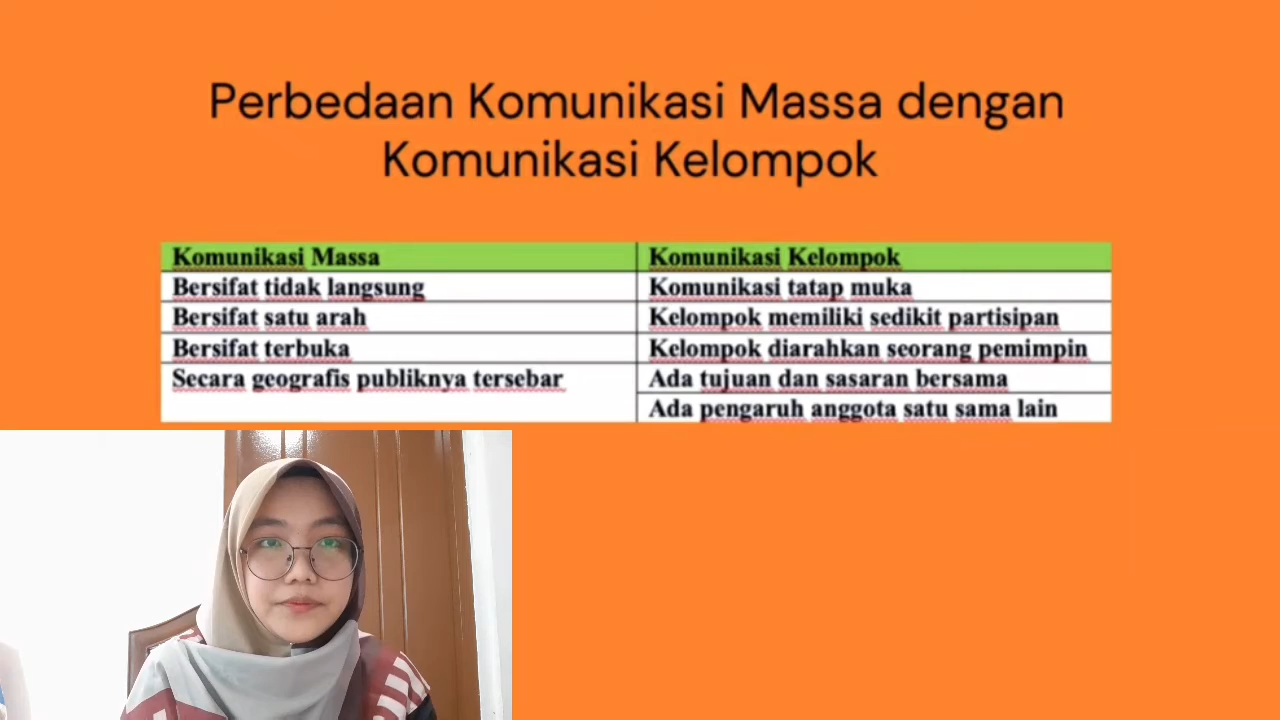 Perbedaan Komunikasi Massa dengan
Komunikasi Kelompok
Komunikasi Massa
Komunikasi Kelompok
Bersifat tidak langsung
Komunikasi tatap muka
Bersifat satu arah
Kelompok memiliki sedikit partisipan
Bersifat terbuka
Kelompok diarahkan seorang pemimpin
Secara geografis publiknya tersebar
Ada tujuan dan sasaran bersama
Ada pengaruh anggota satu sama lain